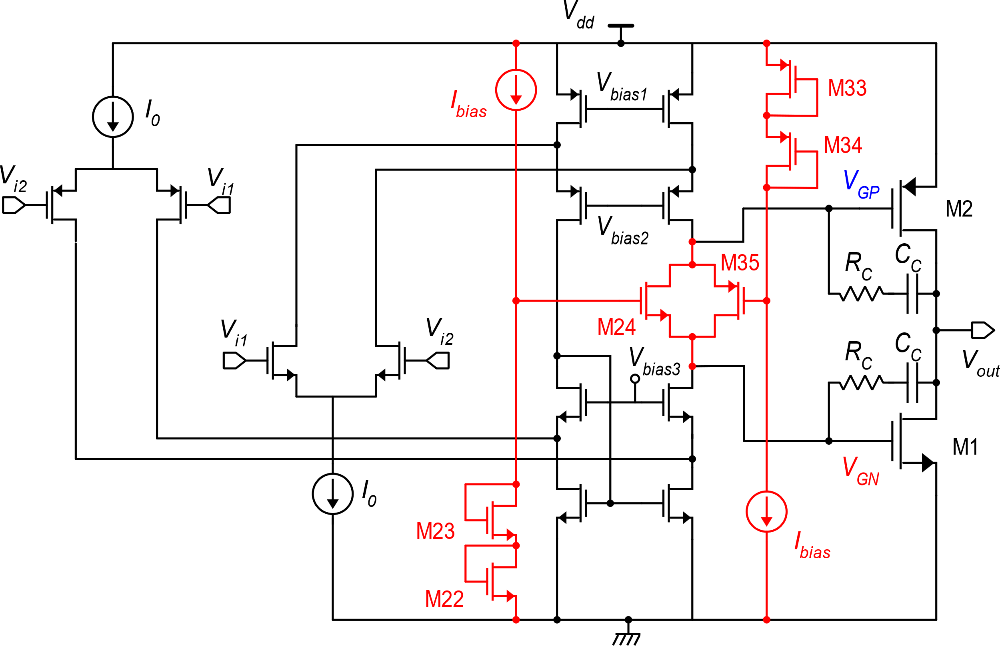 Vdd
Ibias
Vbias1
M33
I0
M34
Vi2
Vi1
VGP
M2
Vbias2
M35
RC
CC
M24
Vi1
Vi2
Vbias3
RC
CC
Vout
M1
VGN
I0
M23
Ibias
M22